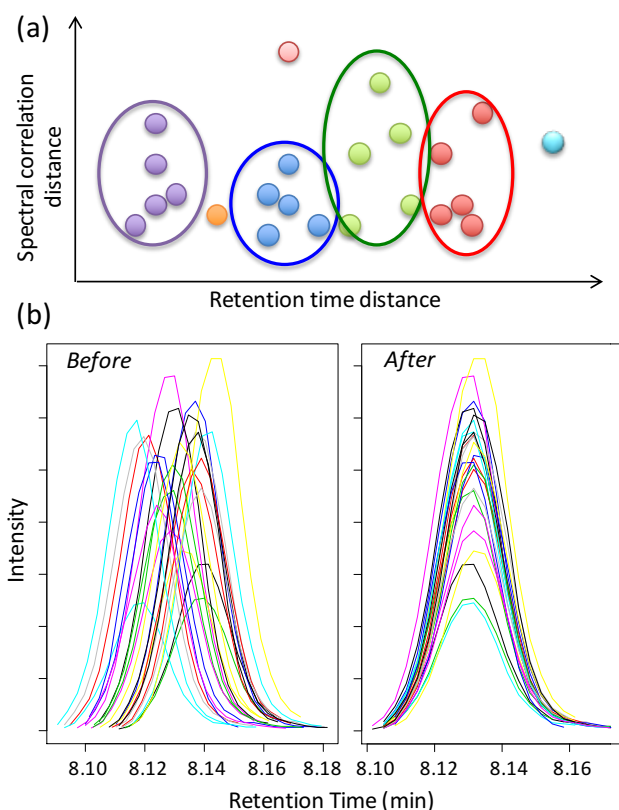 (a)
Spectral correlation
distance
Retention time distance
(b)
Before
After
Intensity
8.10 8.12 8.14 8.16 8.18 8.10 8.12 8.14 8.16
Retention Time (min)